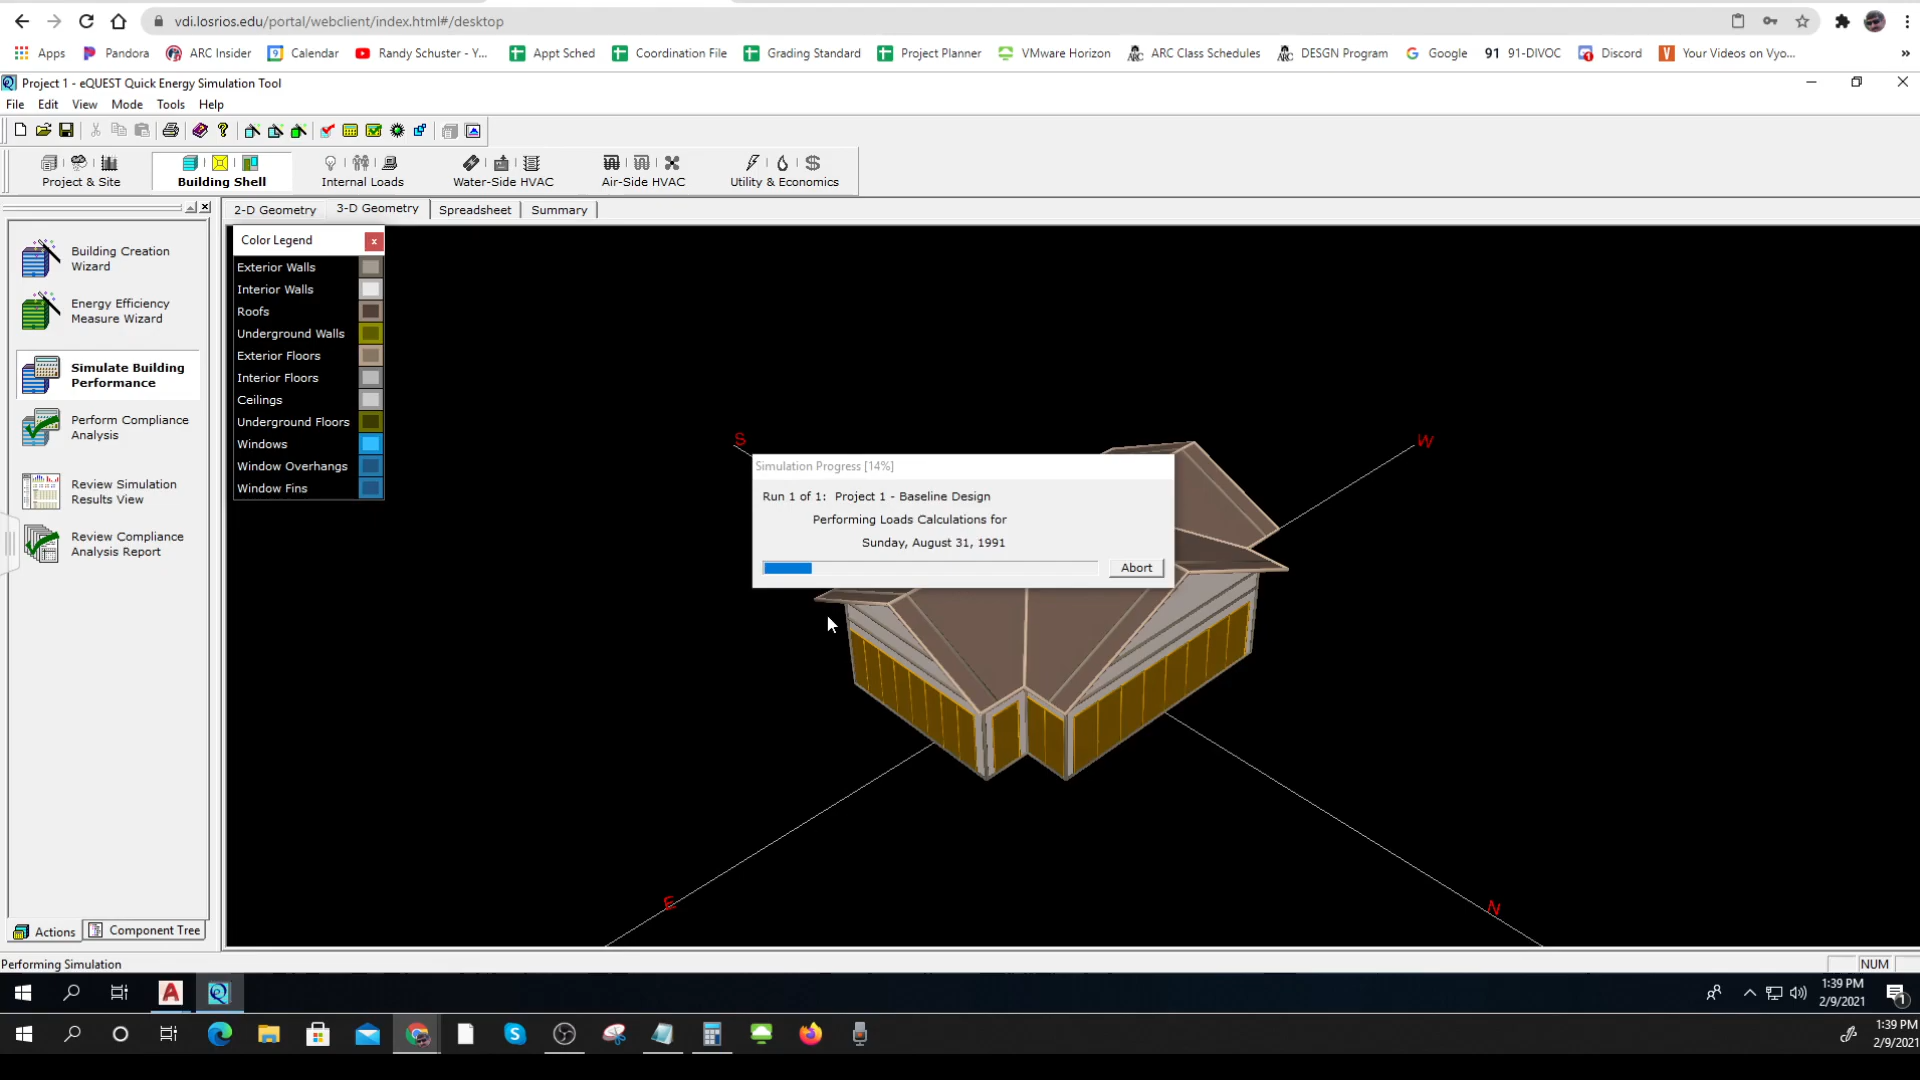 vdi.losrios.edu/portal/webclient/index.html#/desktop
Apps Pandora ARC Insider Calendar Randy Schuster - Y... Appt Sched Coordination File Grading Standard Project Planner VMware Horizon ARC Class Schedules DESGN Program Google 91 91-DIVOC Discord Your Videos on Vyo... »
Project 1 - eQUEST Quick Energy Simulation Tool
File Edit View Mode Tools Help
Project & Site Building Shell Internal Loads Water-Side HVAC Air-Side HVAC Utility & Economics
2-D Geometry 3-D Geometry Spreadsheet Summary
Building Creation
Wizard
Energy Efficiency
Measure Wizard
Simulate Building
Performance
Perform Compliance
Analysis
Review Simulation
Results View
Review Compliance
Analysis Report
Actions Component Tree
Color Legend
Exterior Walls
Interior Walls
Roofs
Underground Walls
Exterior Floors
Interior Floors
Ceilings
Underground Floors
Windows
Window Overhangs
Window Fins
S
W
Simulation Progress [14%]
Run 1 of 1: Project 1 - Baseline Design
Performing Loads Calculations for
Sunday, August 31, 1991
Abort
E
N
Performing Simulation
NUM
1:39 PM
2/9/2021
1
1:39 PM
2/9/2021